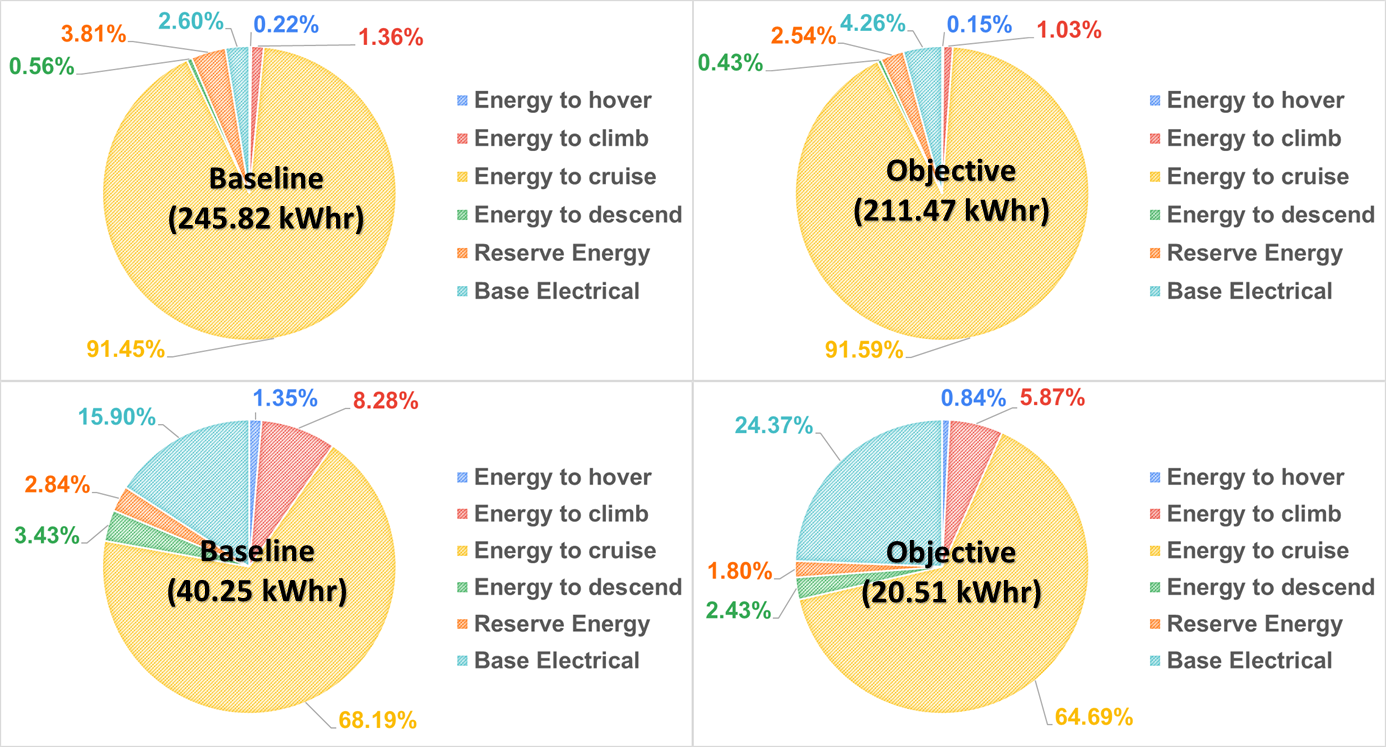 2.60%
0.22%
3.81%
1.36%
0.56%
Baseline
(245.82 kWhr)
91.45%
Energy to hover
Energy to climb
Energy to cruise
Energy to descend
Reserve Energy
Base Electrical
4.26%
0.15%
2.54%
1.03%
0.43%
Objective
(211.47 kWhr)
91.59%
Energy to hover
Energy to climb
Energy to cruise
Energy to descend
Reserve Energy
Base Electrical
1.35%
8.28%
15.90%
2.84%
3.43%
Baseline
(40.25 kWhr)
68.19%
Energy to hover
Energy to climb
Energy to cruise
Energy to descend
Reserve Energy
Base Electrical
0.84%
5.87%
24.37%
1.80%
2.43%
Objective
(20.51 kWhr)
64.69%
Energy to hover
Energy to climb
Energy to cruise
Energy to descend
Reserve Energy
Base Electrical